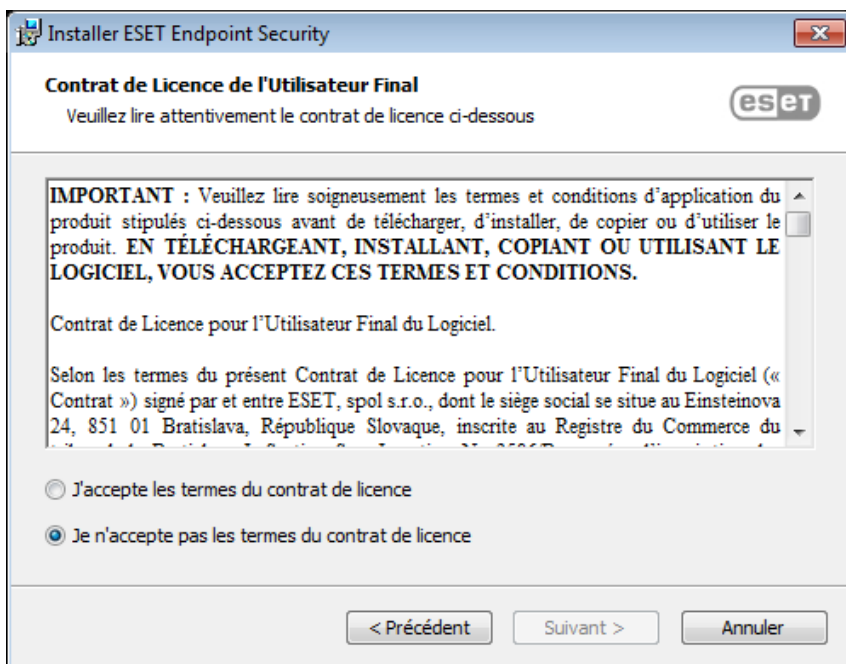 Installer ESET Endpoint Security
Contrat de Licence de l'Utilisateur Final
Veuillez lire attentivement le contrat de licence ci-dessous
eseT
IMPORTANT : Veuillez lire soigneusement les termes et conditions d'application du
produit stipulés ci-dessous avant de télécharger, d'installer, de copier ou d'utiliser le
produit. EN TÉLÉCHARGEANT, INSTALLANT, COPIANT OU UTILISANT LE
LOGICIEL, VOUS ACCEPTEZ CES TERMES ET CONDITIONS.
Contrat de Licence pour l'Utilisateur Final du Logiciel.
Selon les termes du présent Contrat de Licence pour l'Utilisateur Final du Logiciel («
Contrat ») signé par et entre ESET, spol s.r.o., dont le siège social se situe au Einsteinova
24, 851 01 Bratislava, République Slovaque, inscrite au Registre du Commerce du
J'accepte les termes du contrat de licence
Je n'accepte pas les termes du contrat de licence
< Précédent
Suivant >
Annuler